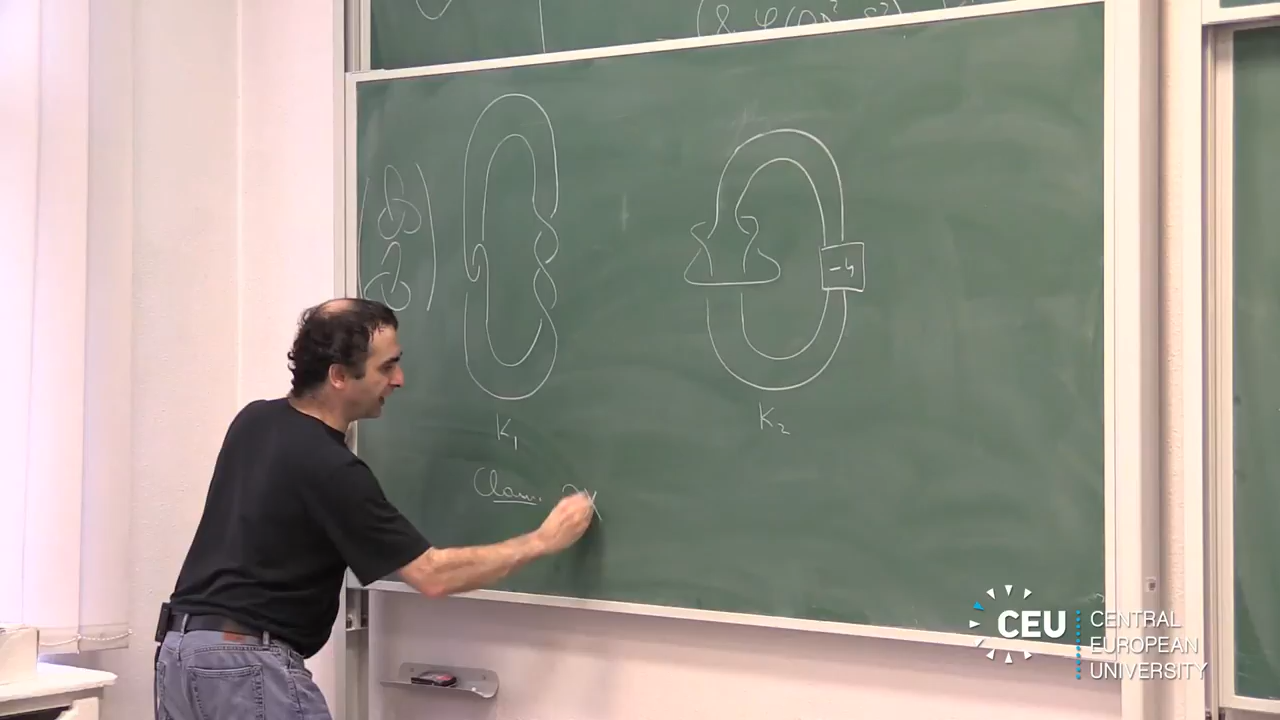 -4
K₁
K₂
Claim. ∂X
CEU
CENTRAL
EUROPEAN
UNIVERSITY